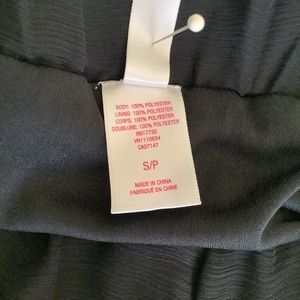 BODY: 100% POLYESTER
LINING: 100% POLYESTER
CORPS: 100% POLYESTER
DOUBLURE: 100% POLYESTER
RN17730
VN1110834
CA57147
S/P
MADE IN CHINA
FABRIQUÉ EN CHINE